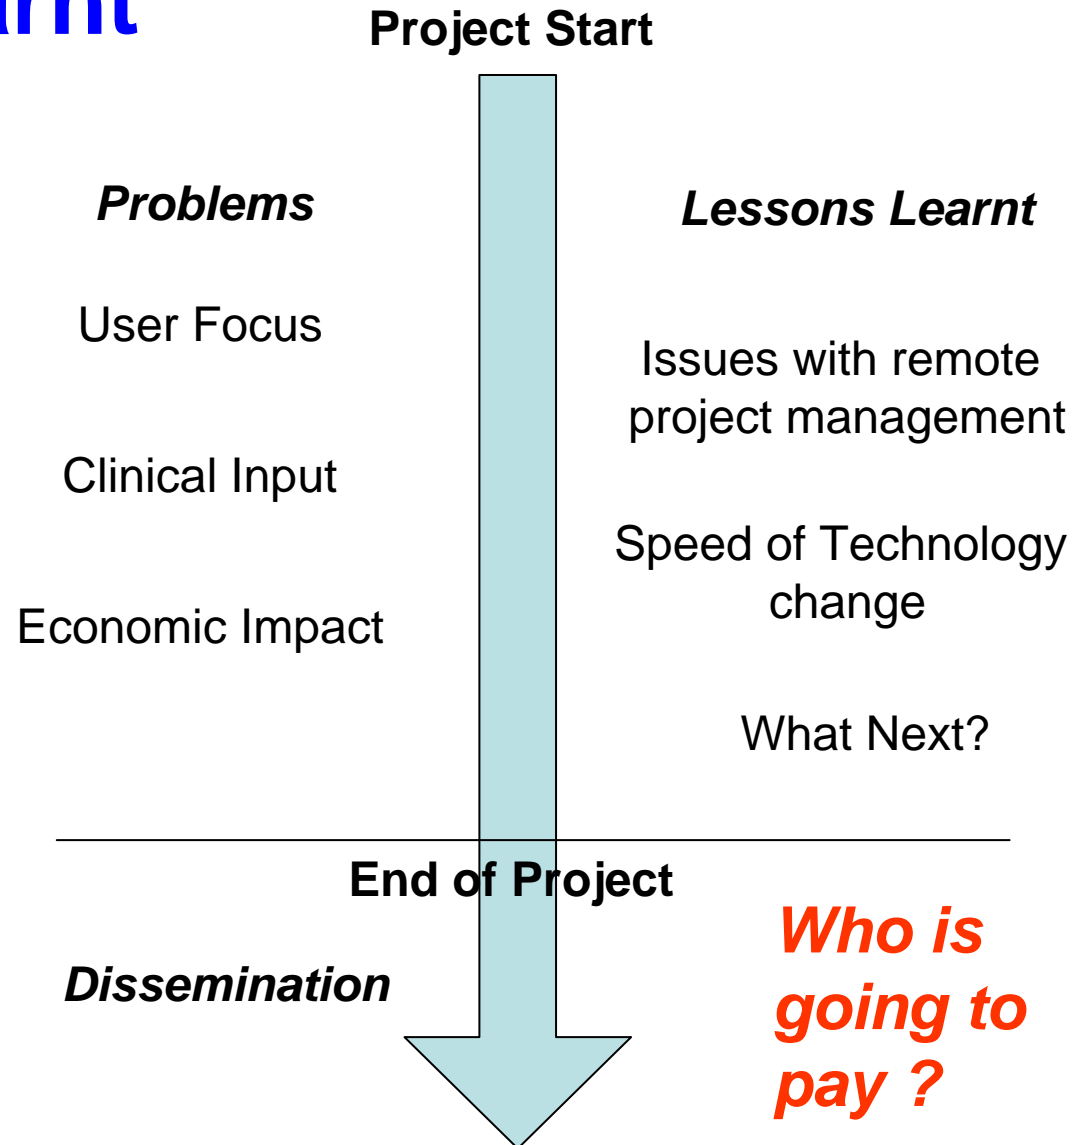 Project Start
Problems
Lessons Learnt
User Focus
Issues with remote
project management
Clinical Input
Speed of Technology
change
Economic Impact
What Next?
End of Project
Who is
going to
pay ?
Dissemination